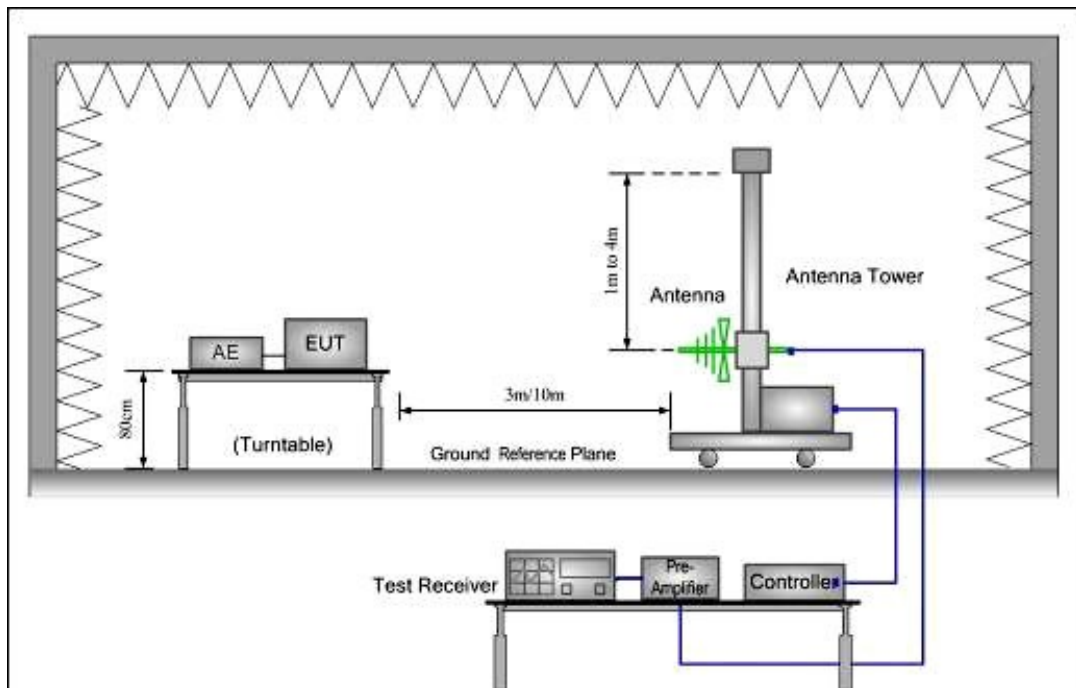 1m to 4m
Antenna Tower
Antenna
AE
EUT
3m/10m
80cm
(Turntable)
Ground Reference Plane
Test Receiver
Pre-
Amplifier
Controlle